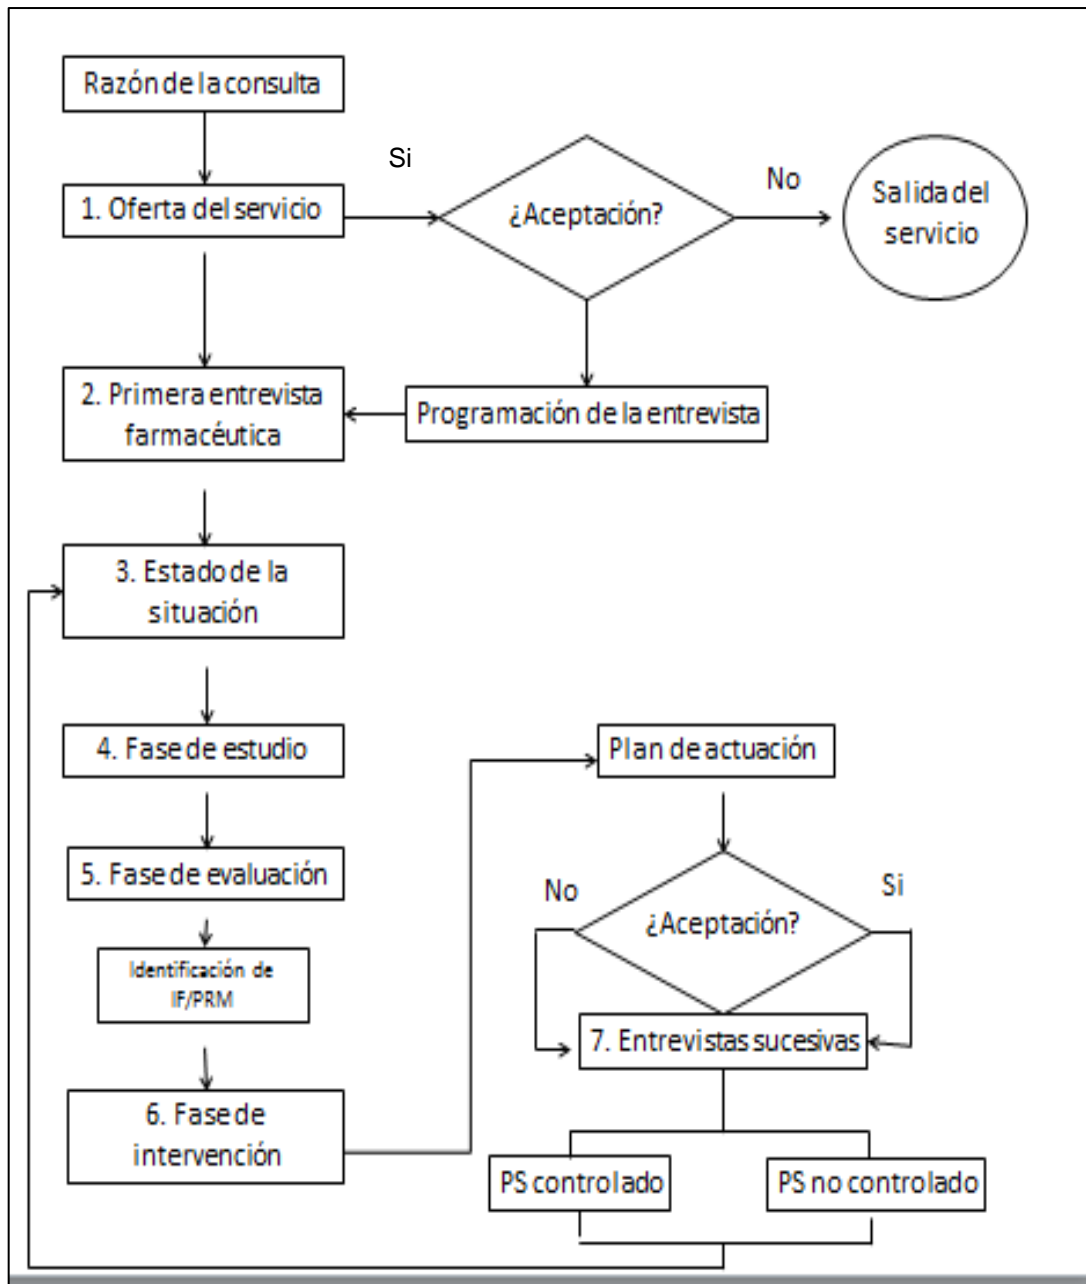 Razón de la consulta
Si
1. Oferta del servicio
¿Aceptación?
No
Salida del
servicio
2. Primera entrevista
farmacéutica
Programación de la entrevista
3. Estado de la
situación
4. Fase de estudio
Plan de actuación
5. Fase de evaluación
No
Si
¿Aceptación?
Identificación de
IF/PRM
7. Entrevistas sucesivas
6. Fase de
intervención
PS controlado
PS no controlado